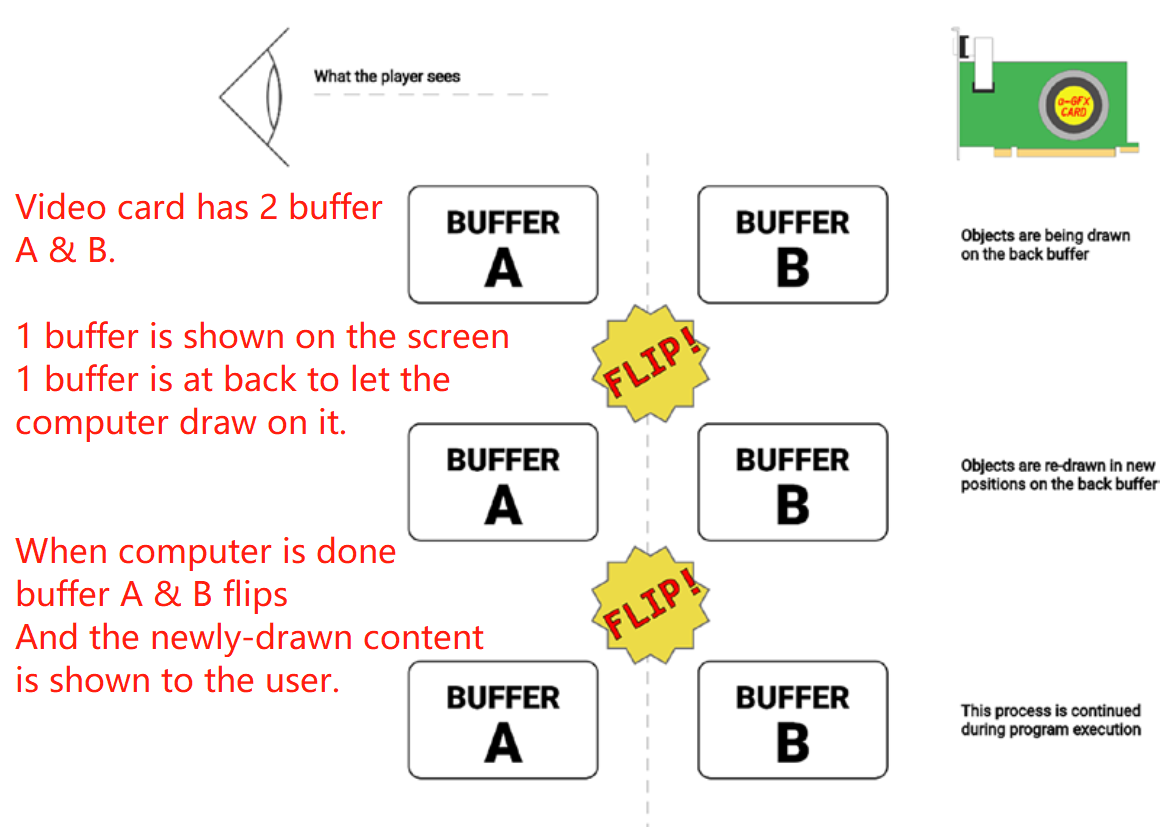 What the player sees
α-GFX
CARD
Video card has 2 buffer
A & B.
BUFFER
A
BUFFER
B
Objects are being drawn
on the back buffer
1 buffer is shown on the screen
1 buffer is at back to let the
computer draw on it.
FLIP!
BUFFER
A
BUFFER
B
Objects are re-drawn in new
positions on the back buffer
When computer is done
buffer A & B flips
And the newly-drawn content
is shown to the user.
FLIP!
BUFFER
A
BUFFER
B
This process is continued
during program execution